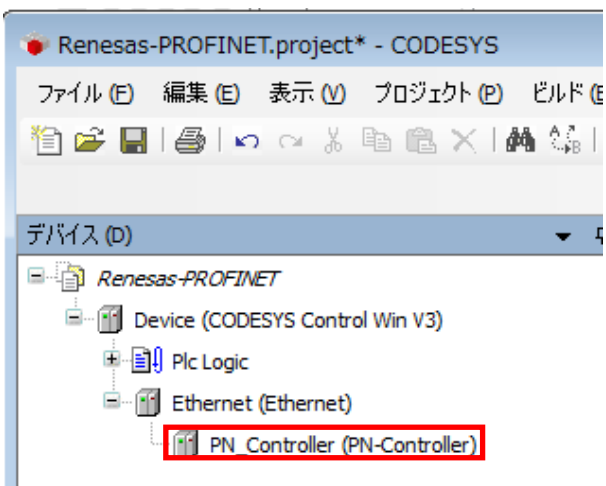 Renesas-PROFINET.project* - CODESYS
ファイル (F) 編集 (E) 表示 (V) プロジェクト (P) ビルド (B
デバイス (D)
Renesas-PROFINET
Device (CODESYS Control Win V3)
Plc Logic
Ethernet (Ethernet)
PN_Controller (PN-Controller)